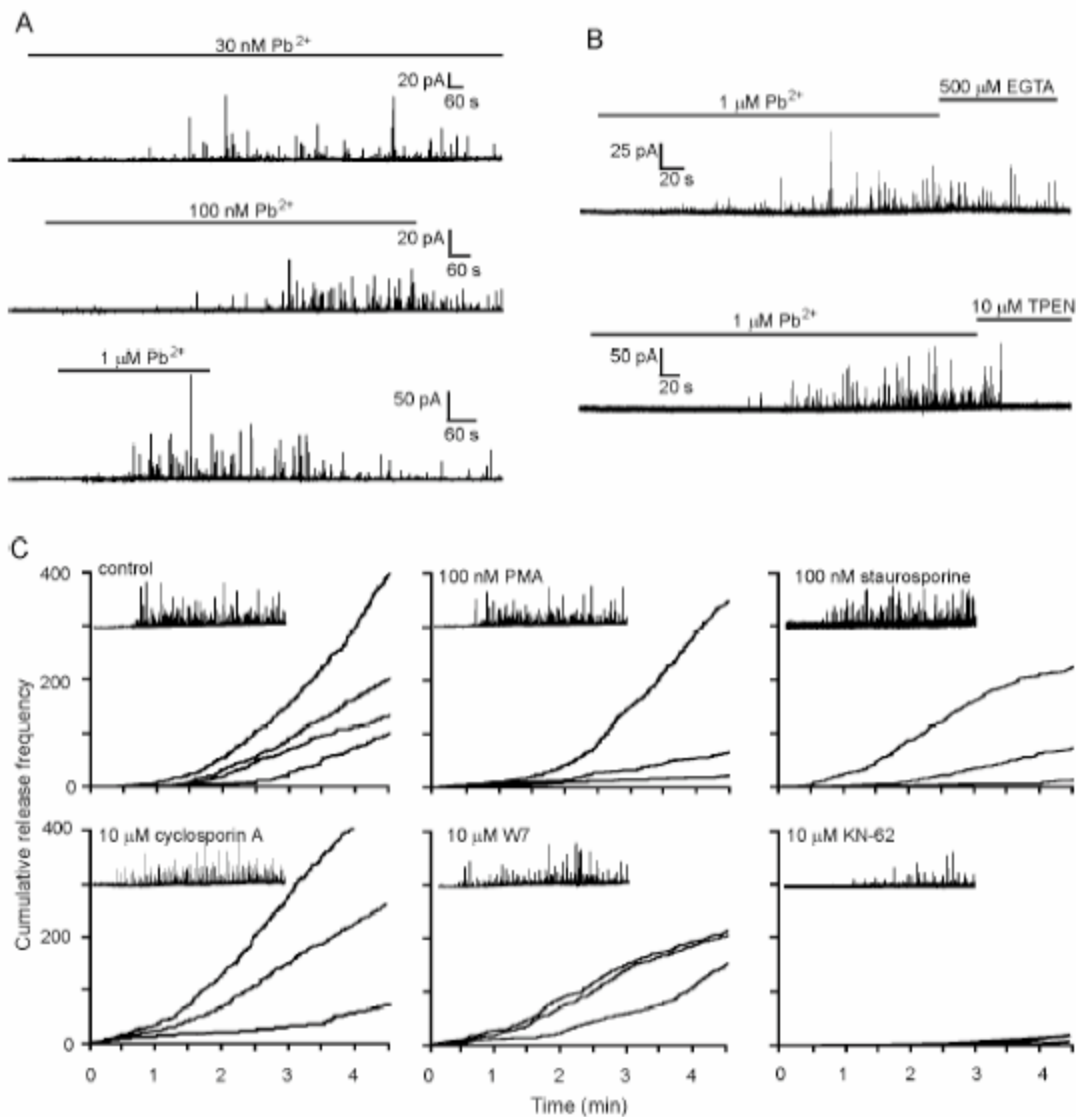 A
30 nM Pb²⁺
20 pA
60 s
100 nM Pb²⁺
20 pA
60 s
1 µM Pb²⁺
50 pA
60 s
B
500 µM EGTA
1 µM Pb²⁺
25 pA
20 s
10 µM TPEN
1 µM Pb²⁺
50 pA
20 s
C
Cumulative release frequency
400
200
0
control
100 nM PMA
100 nM staurosporine
400
200
0
10 µM cyclosporin A
10 µM W7
10 µM KN-62
0 1 2 3 4
0 1 2 3 4
0 1 2 3 4
Time (min)